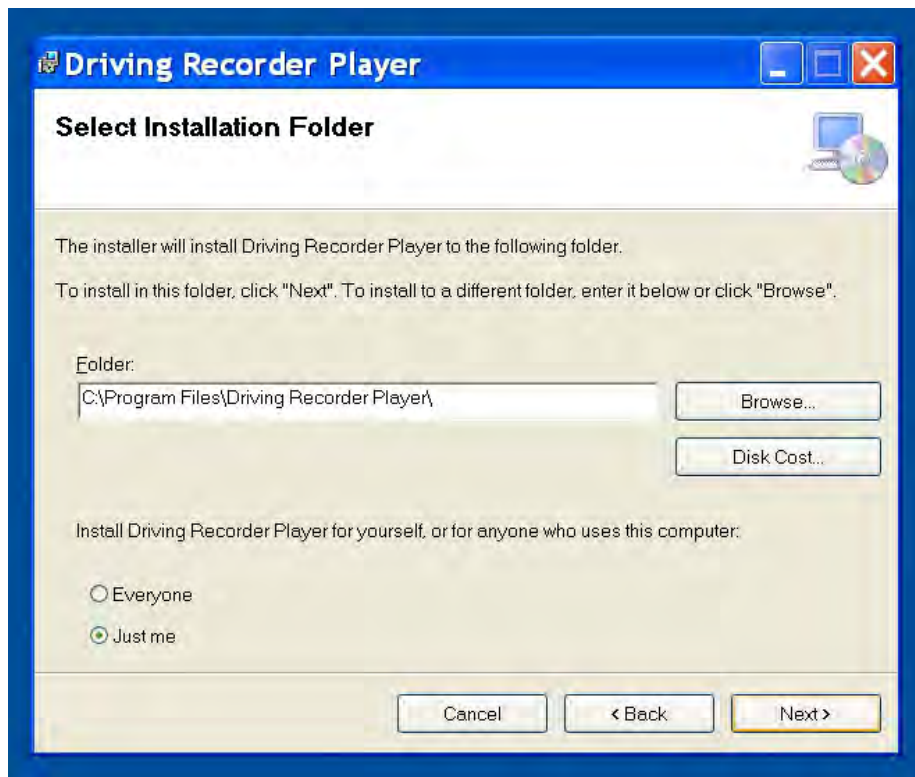 Driving Recorder Player
Select Installation Folder
The installer will install Driving Recorder Player to the following folder.
To install in this folder, click "Next". To install to a different folder, enter it below or click "Browse".
Folder:
C:\Program Files\Driving Recorder Player\
Browse...
Disk Cost...
Install Driving Recorder Player for yourself, or for anyone who uses this computer:
Everyone
Just me
Cancel
< Back
Next >